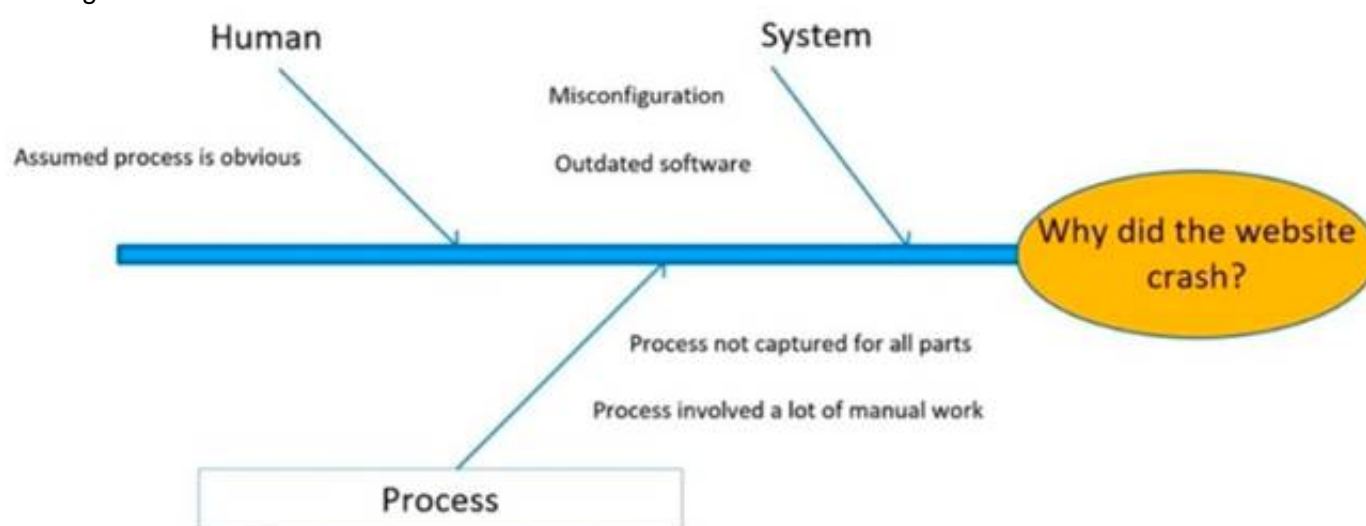 Human
System
Misconfiguration
Assumed process is obvious
Outdated software
Why did the website
crash?
Process not captured for all parts
Process involved a lot of manual work
Process